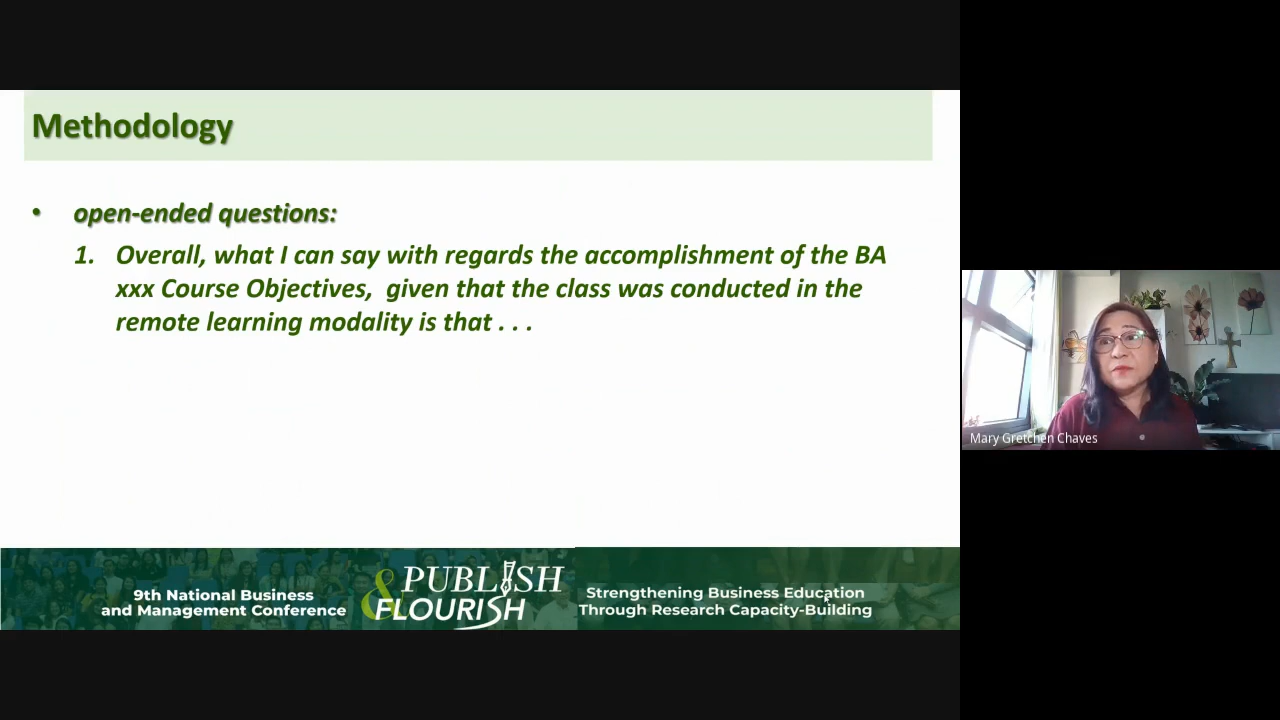 Methodology
• open-ended questions:
1. Overall, what I can say with regards the accomplishment of the BA
xxx Course Objectives, given that the class was conducted in the
remote learning modality is that . . .
Mary Gretchen Chaves
9th National Business
and Management Conference
PUBLISH
& FLOURISH
Strengthening Business Education
Through Research Capacity-Building